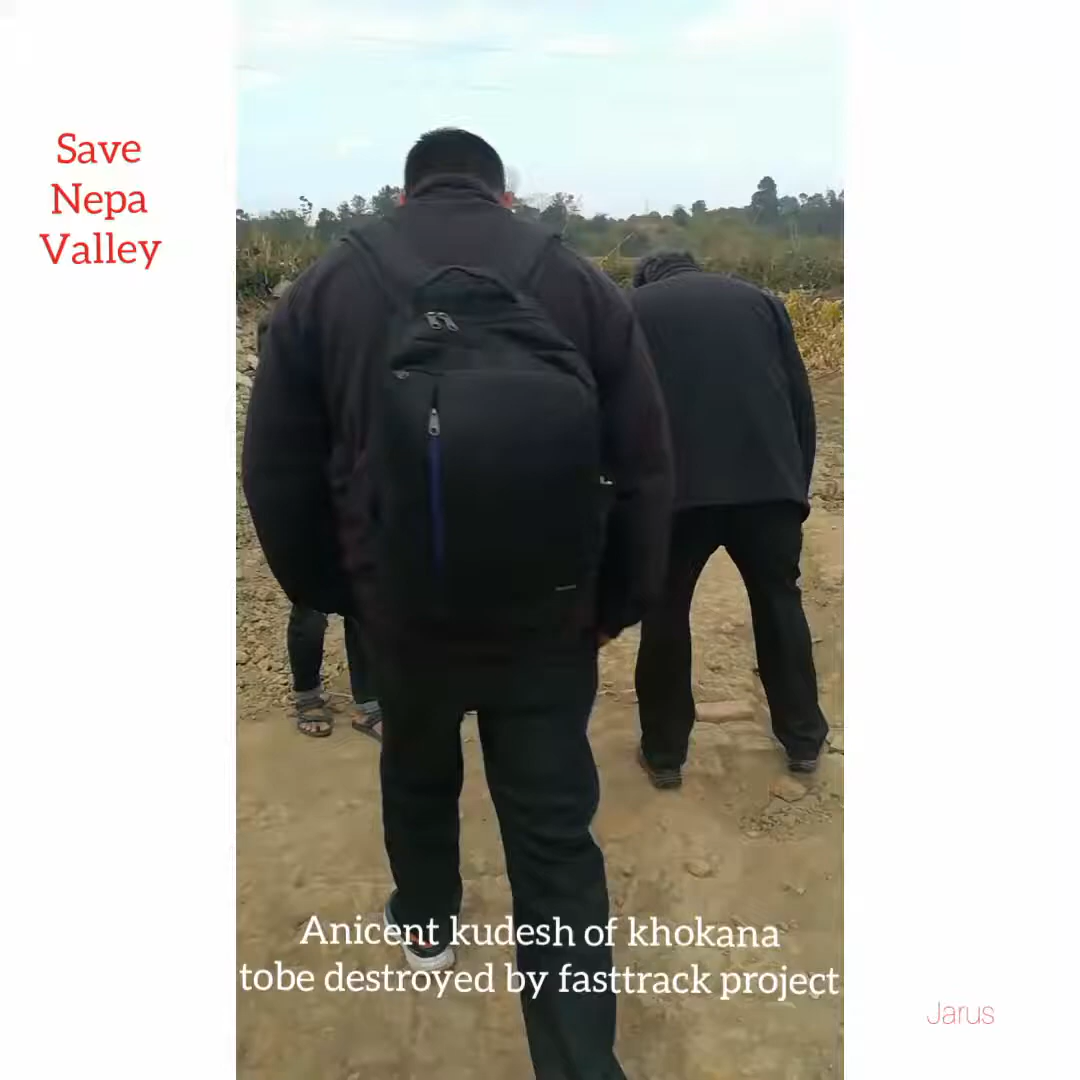 Save
Nepa
Valley
Anicent kudesh of khokana
tobe destroyed by fasttrack project
Jarus